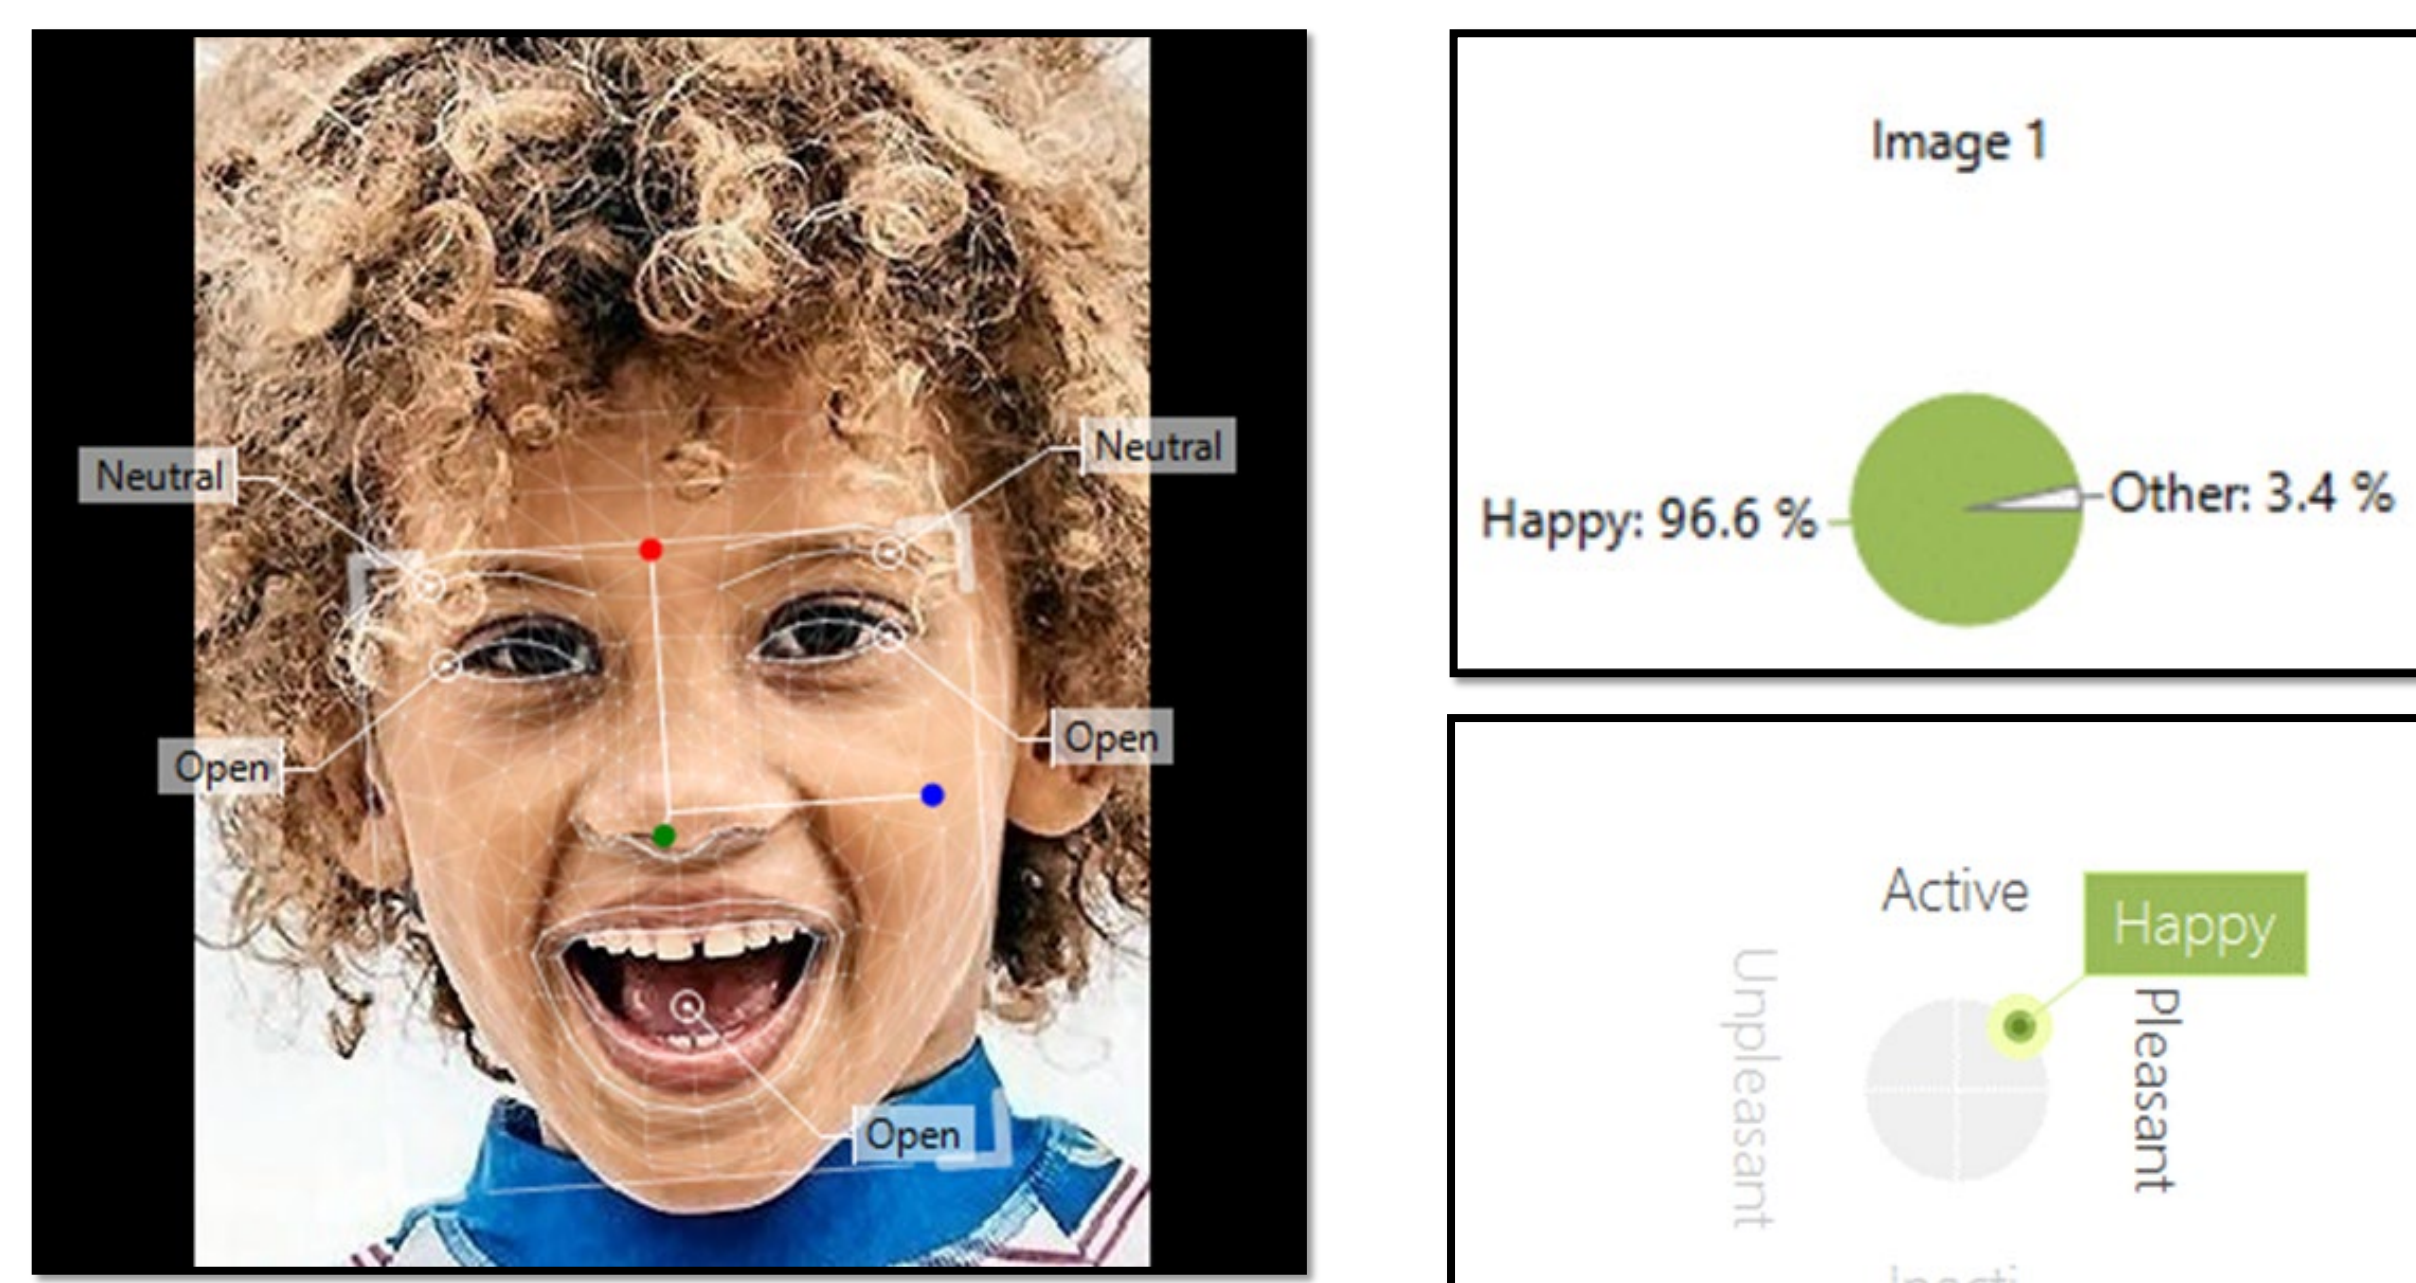 Neutral
Neutral
Open
Open
Open
Image 1
Happy: 96.6 %
Other: 3.4 %
Active
Happy
Unpleasant
Pleasant